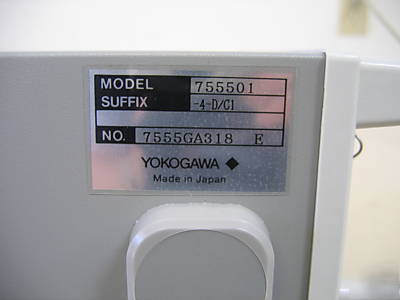 MODEL 755501
SUFFIX -4-D/C1
NO. 7555GA318 E
YOKOGAWA ◆
Made in Japan